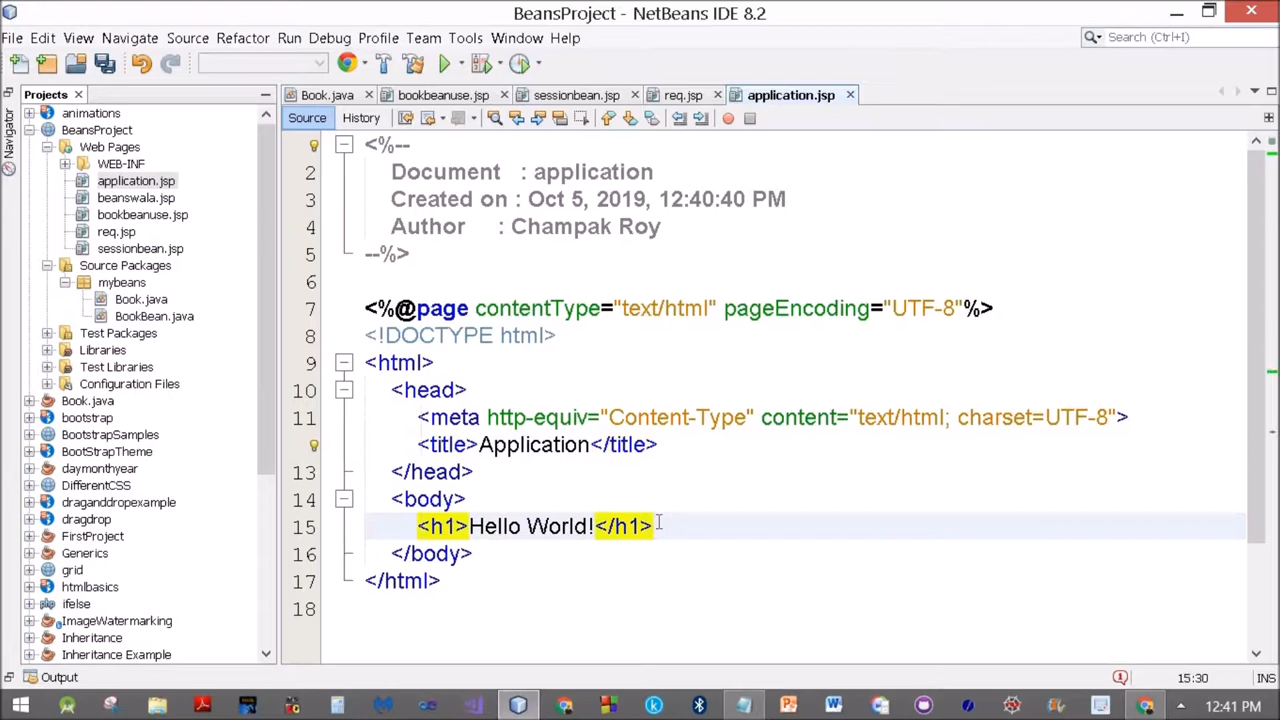 BeansProject - NetBeans IDE 8.2
File Edit View Navigate Source Refactor Run Debug Profile Team Tools Window Help
Search (Ctrl+I)
Projects
Book.java bookbeanuse.jsp sessionbean.jsp req.jsp application.jsp
Source History
Navigator
animations
BeansProject
Web Pages
WEB-INF
application.jsp
beanswala.jsp
bookbeanuse.jsp
req.jsp
sessionbean.jsp
Source Packages
mybeans
Book.java
BookBean.java
Test Packages
Libraries
Test Libraries
Configuration Files
Book.java
bootstrap
BootstrapSamples
BootStrapTheme
daymonthyear
DifferentCSS
draganddropexample
dragdrop
FirstProject
Generics
grid
htmlbasics
ifelse
ImageWatermarking
Inheritance
Inheritance Example
<%--
2 Document : application
3 Created on : Oct 5, 2019, 12:40:40 PM
4 Author : Champak Roy
5 --%>
6
7 <%@page contentType="text/html" pageEncoding="UTF-8"%>
8 <!DOCTYPE html>
9 <html>
10 <head>
11 <meta http-equiv="Content-Type" content="text/html; charset=UTF-8">
<title>Application</title>
13 </head>
14 <body>
15 <h1>Hello World!</h1>
16 </body>
17 </html>
18
Output
15:30 INS
12:41 PM